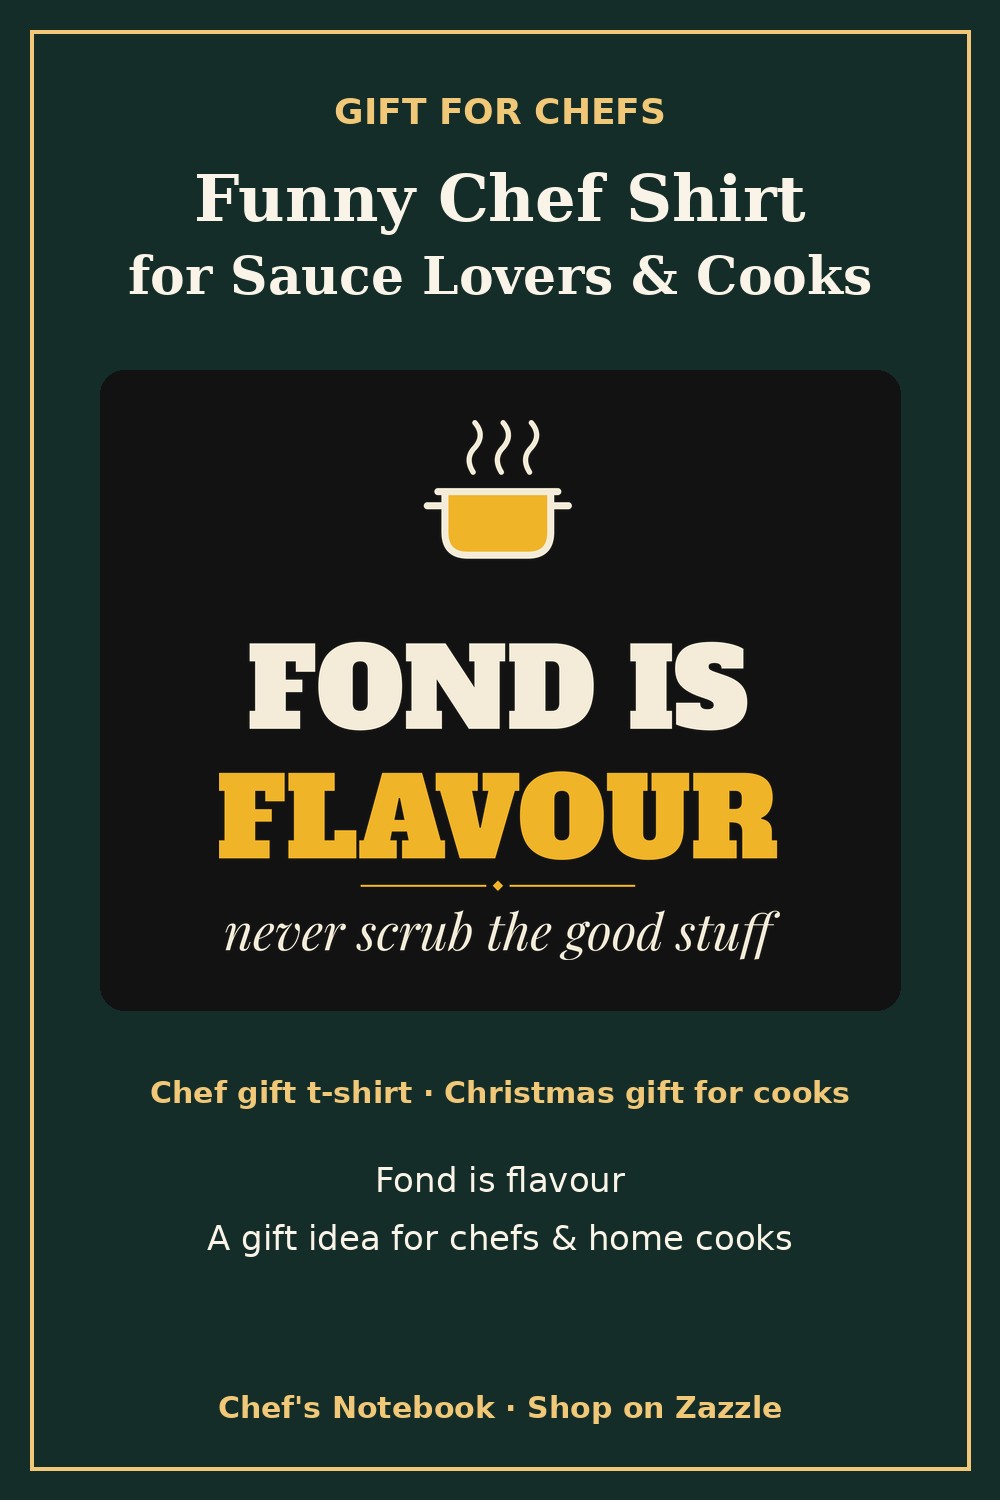 GIFT FOR CHEFS
Funny Chef Shirt
for Sauce Lovers & Cooks
FOND IS
FLAVOUR
never scrub the good stuff
Chef gift t-shirt · Christmas gift for cooks
Fond is flavour
A gift idea for chefs & home cooks
Chef's Notebook · Shop on Zazzle